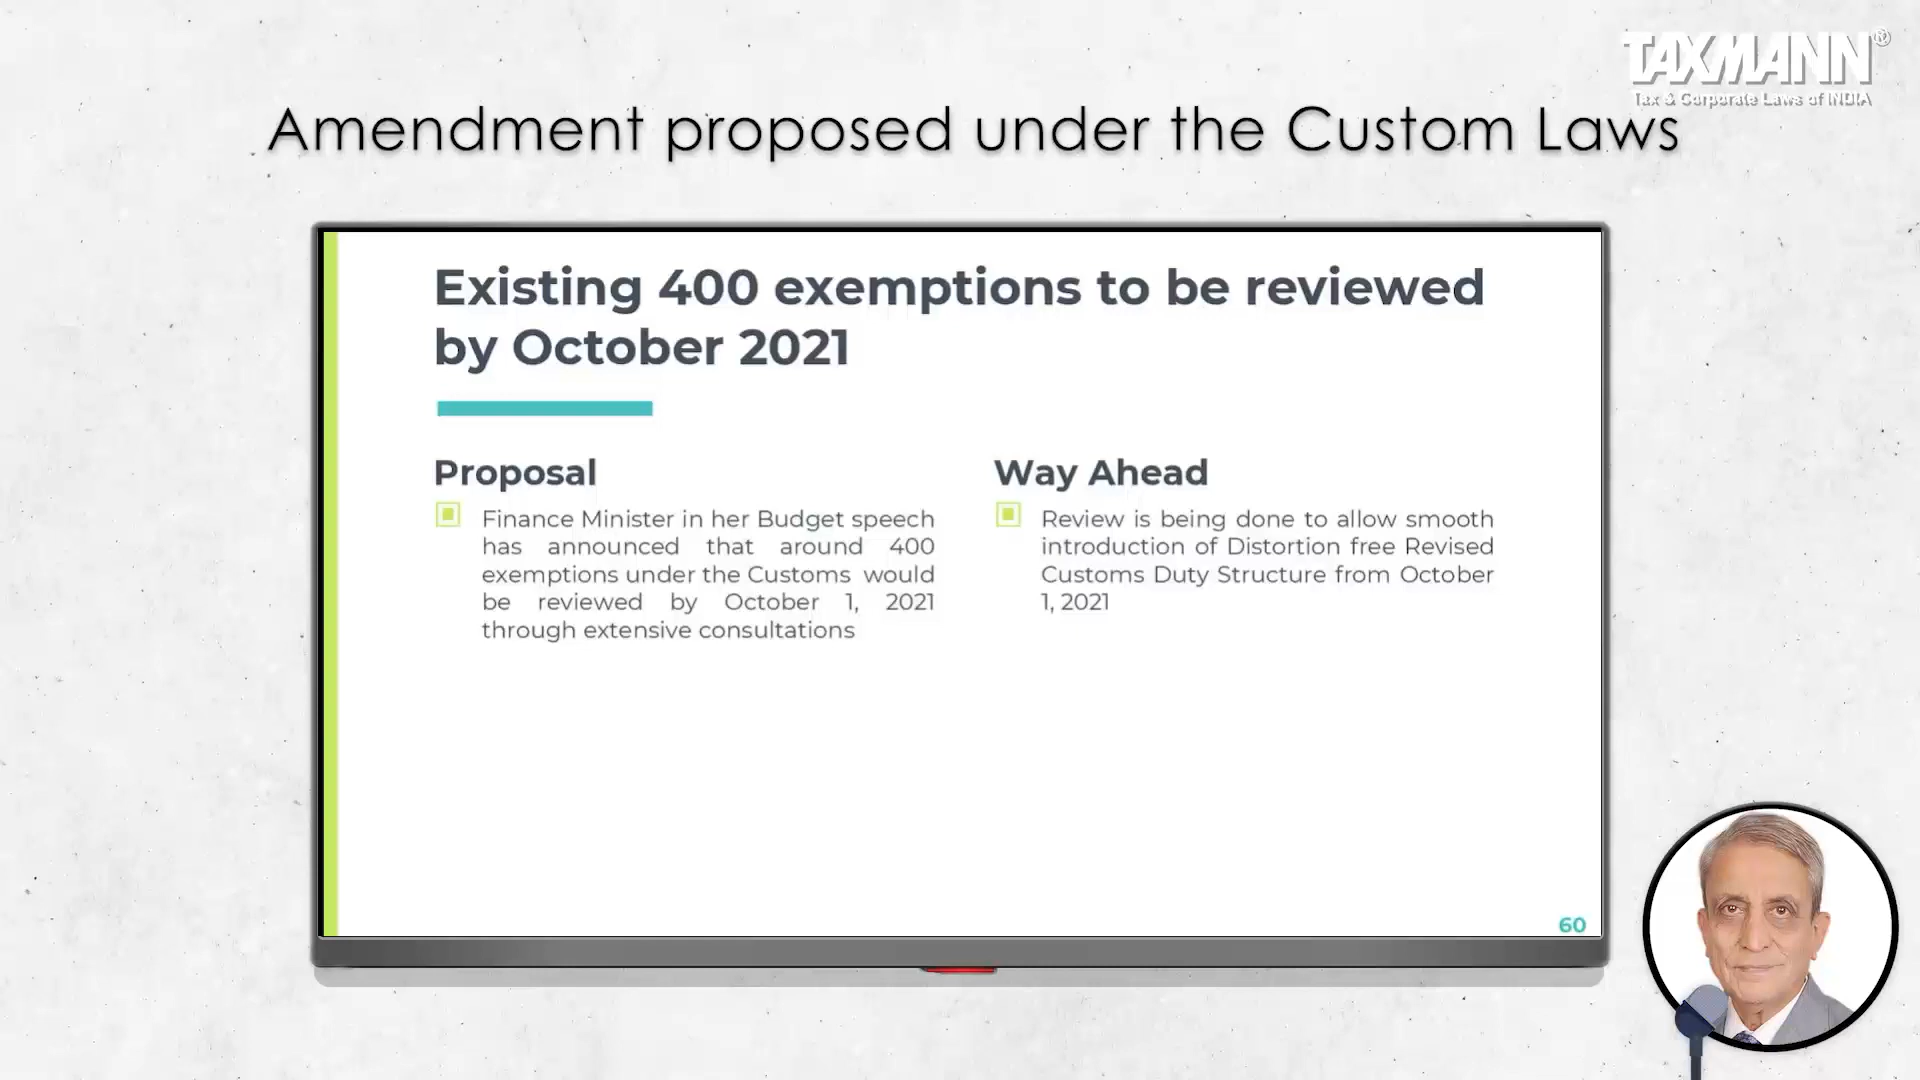 TAXMANN®
Tax & Corporate Laws of INDIA
Amendment proposed under the Custom Laws
Existing 400 exemptions to be reviewed
by October 2021
Proposal
Finance Minister in her Budget speech
has announced that around 400
exemptions under the Customs would
be reviewed by October 1, 2021
through extensive consultations
Way Ahead
Review is being done to allow smooth
introduction of Distortion free Revised
Customs Duty Structure from October
1, 2021
60